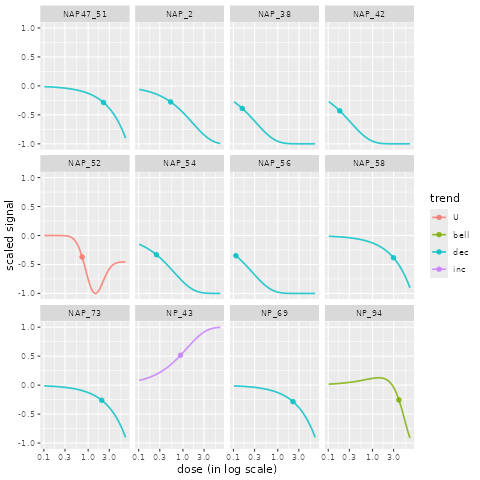 NAP47_51 NAP_2 NAP_38 NAP_42
1.0
0.5
0.0
-0.5
-1.0
NAP_52 NAP_54 NAP_56 NAP_58
1.0
0.5
0.0
-0.5
-1.0
scaled signal
trend
U
bell
dec
inc
NAP_73 NP_43 NP_69 NP_94
1.0
0.5
0.0
-0.5
-1.0
0.1 0.3 1.0 3.0 0.1 0.3 1.0 3.0 0.1 0.3 1.0 3.0 0.1 0.3 1.0 3.0
dose (in log scale)